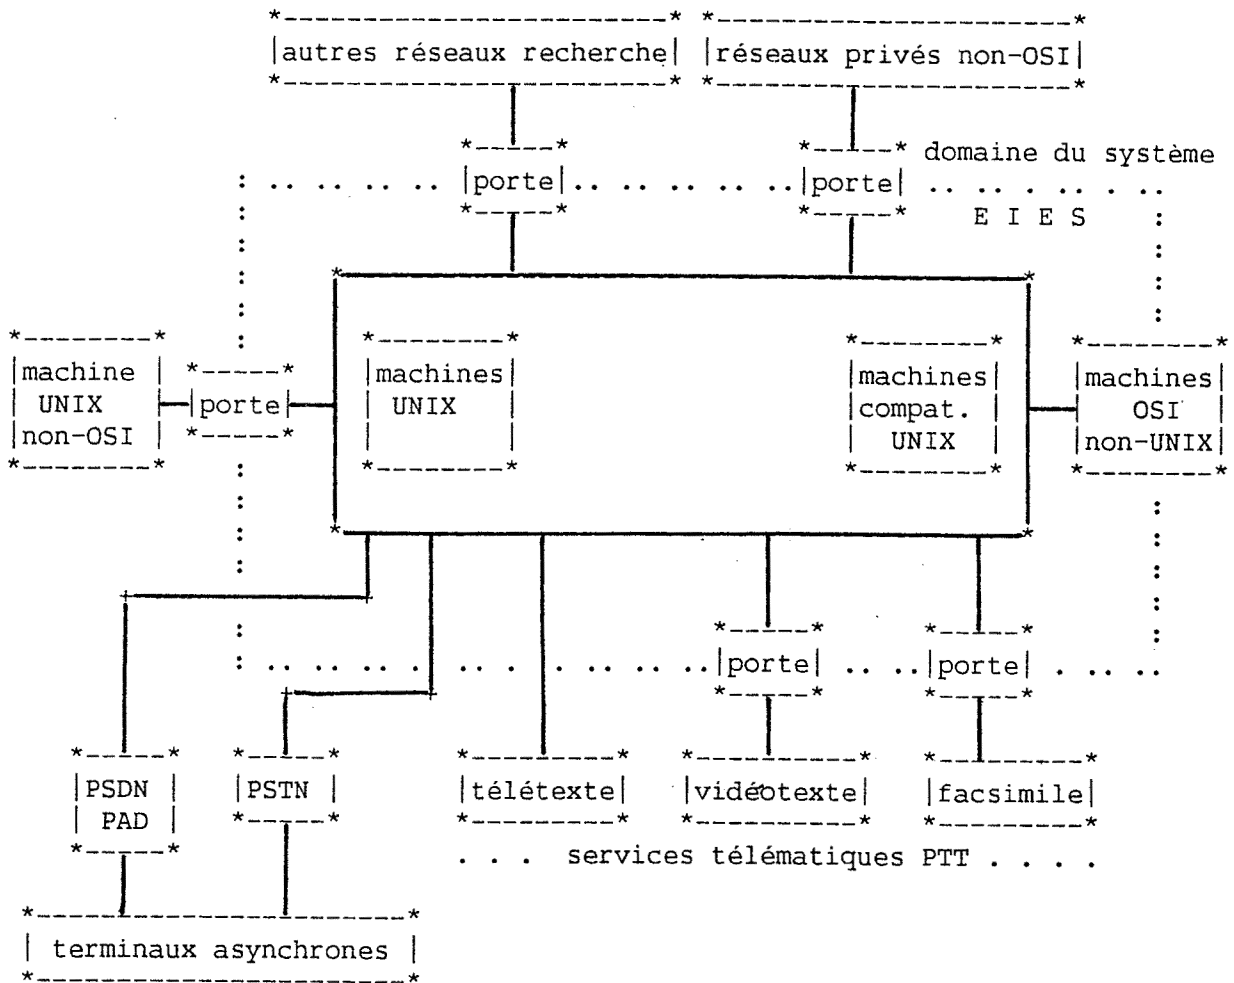 autres réseaux recherche
réseaux privés non-OSI
domaine du système
porte
porte
E I E S
machine
UNIX
non-OSI
porte
machines
UNIX
machines
compat.
UNIX
machines
OSI
non-UNIX
porte
porte
PSDN
PAD
PSTN
télétexte
vidéotexte
facsimile
. . . services télématiques PTT . . . .
terminaux asynchrones